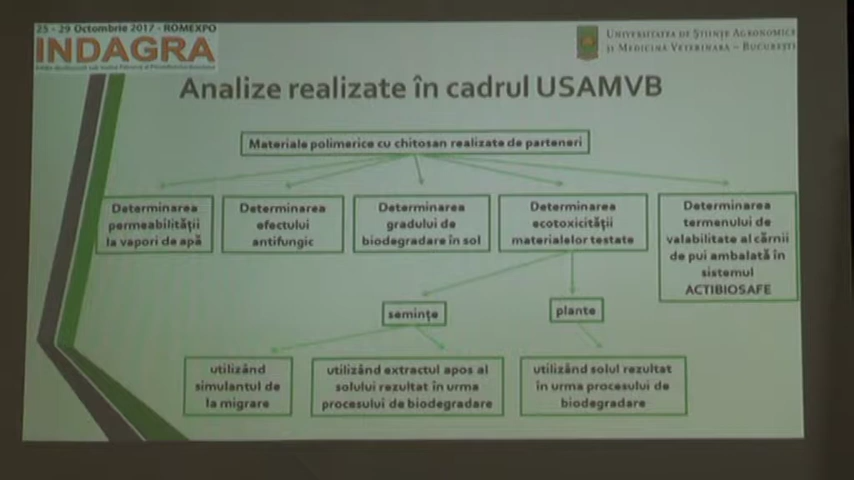 25 - 29 Octombrie 2017 - ROMEXPO
INDAGRA
Universitatea de Științe Agronomice
și Medicină Veterinară – București
Analize realizate în cadrul USAMVB
Materiale polimerice cu chitosan realizate de parteneri
Determinarea
permeabilității
la vapori de apă
Determinarea
efectului
antifungic
Determinarea
gradului de
biodegradare în sol
Determinarea
ecotoxicității
materialelor testate
Determinarea
termenului de
valabilitate al cărnii
de pui ambalată în
sistemul
ACTIBIOSAFE
semințe
plante
utilizând
simulantul de
la migrare
utilizând extractul apos al
solului rezultat în urma
procesului de biodegradare
utilizând solul rezultat
în urma procesului de
biodegradare